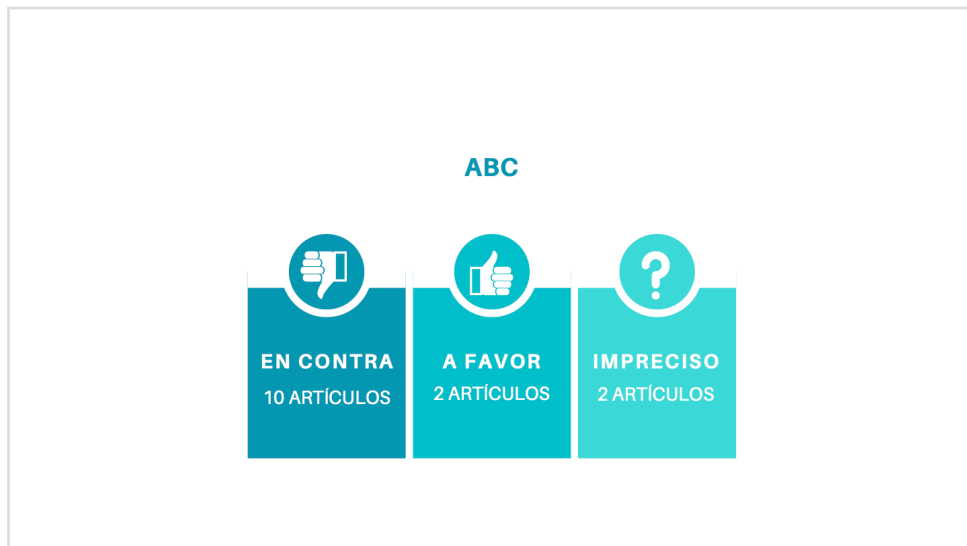 ABC
EN CONTRA
10 ARTÍCULOS
A FAVOR
2 ARTÍCULOS
IMPRECISO
2 ARTÍCULOS